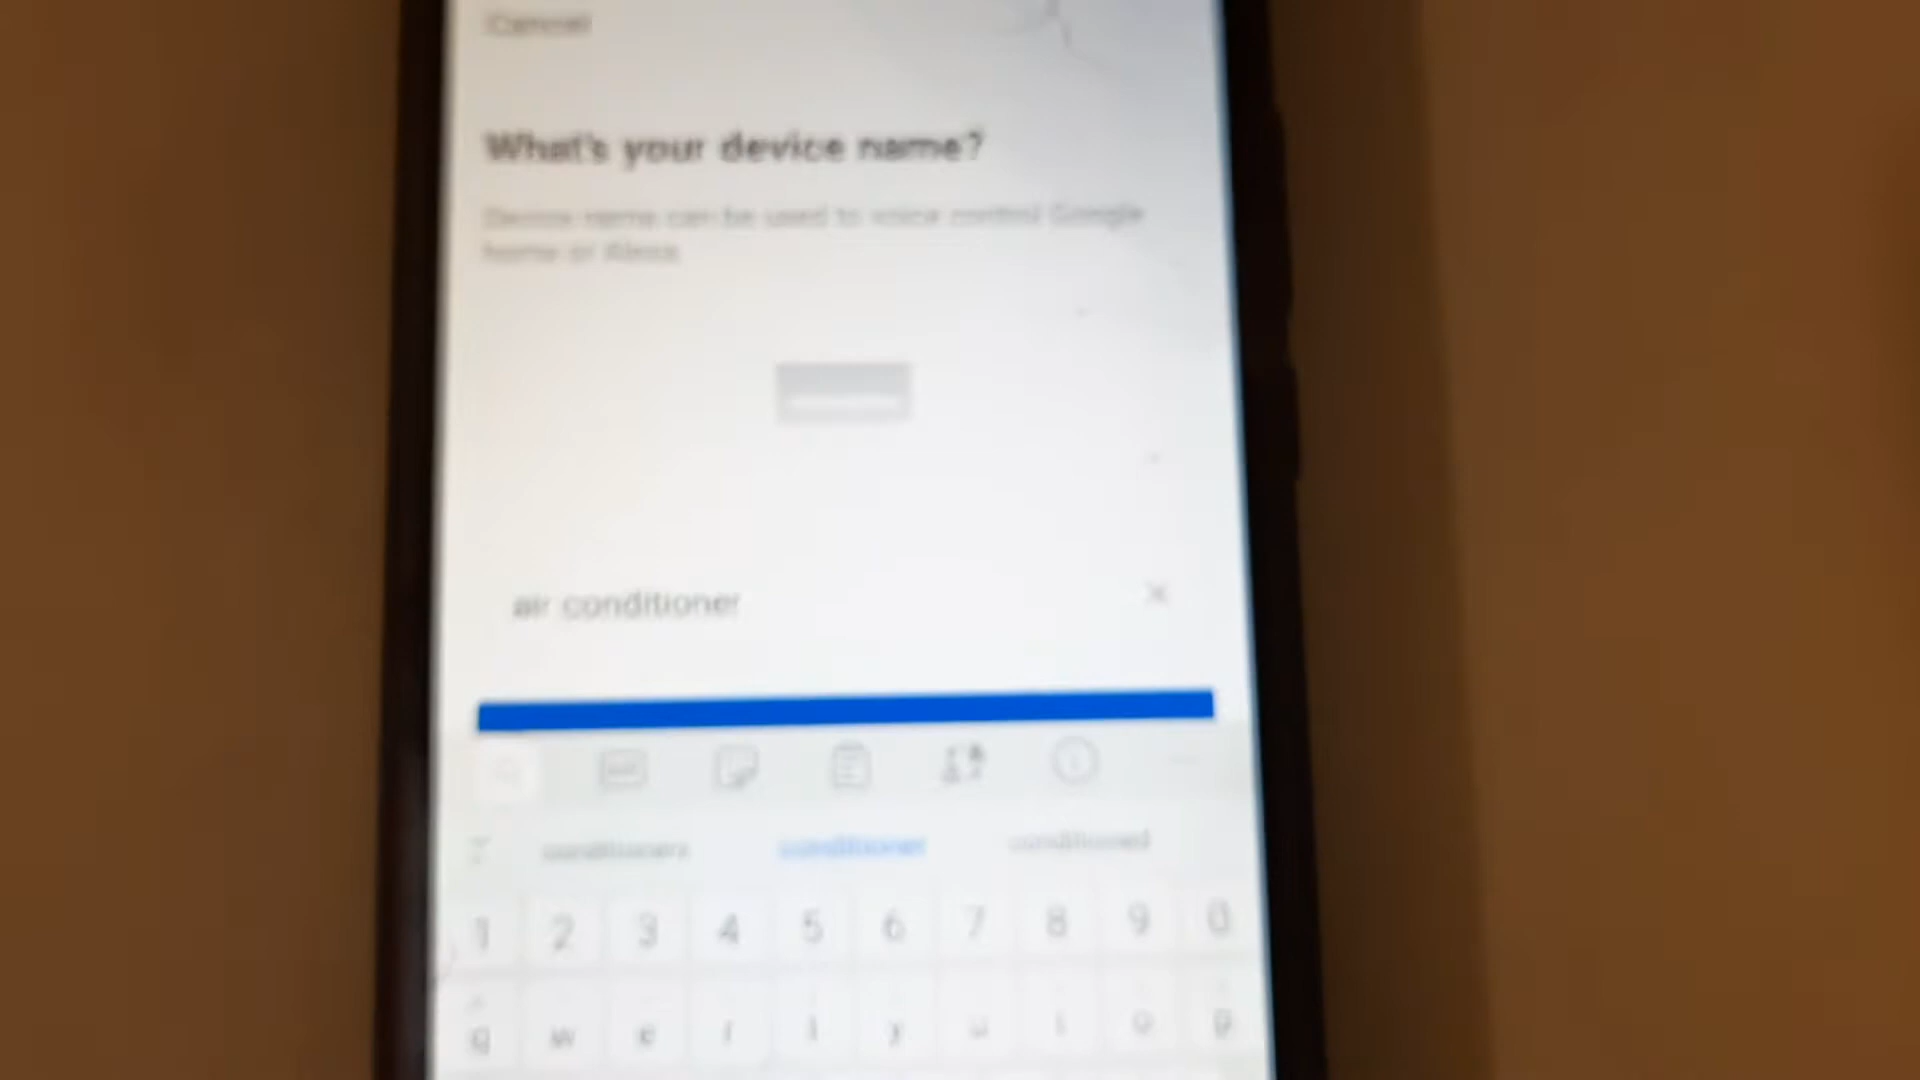 Cancel
What's your device name?
Device name can be used to voice control Google
home or Alexa
air conditioner
conditioners conditioner conditioned
1 2 3 4 5 6 7 8 9 0
q w e r t y u i o p